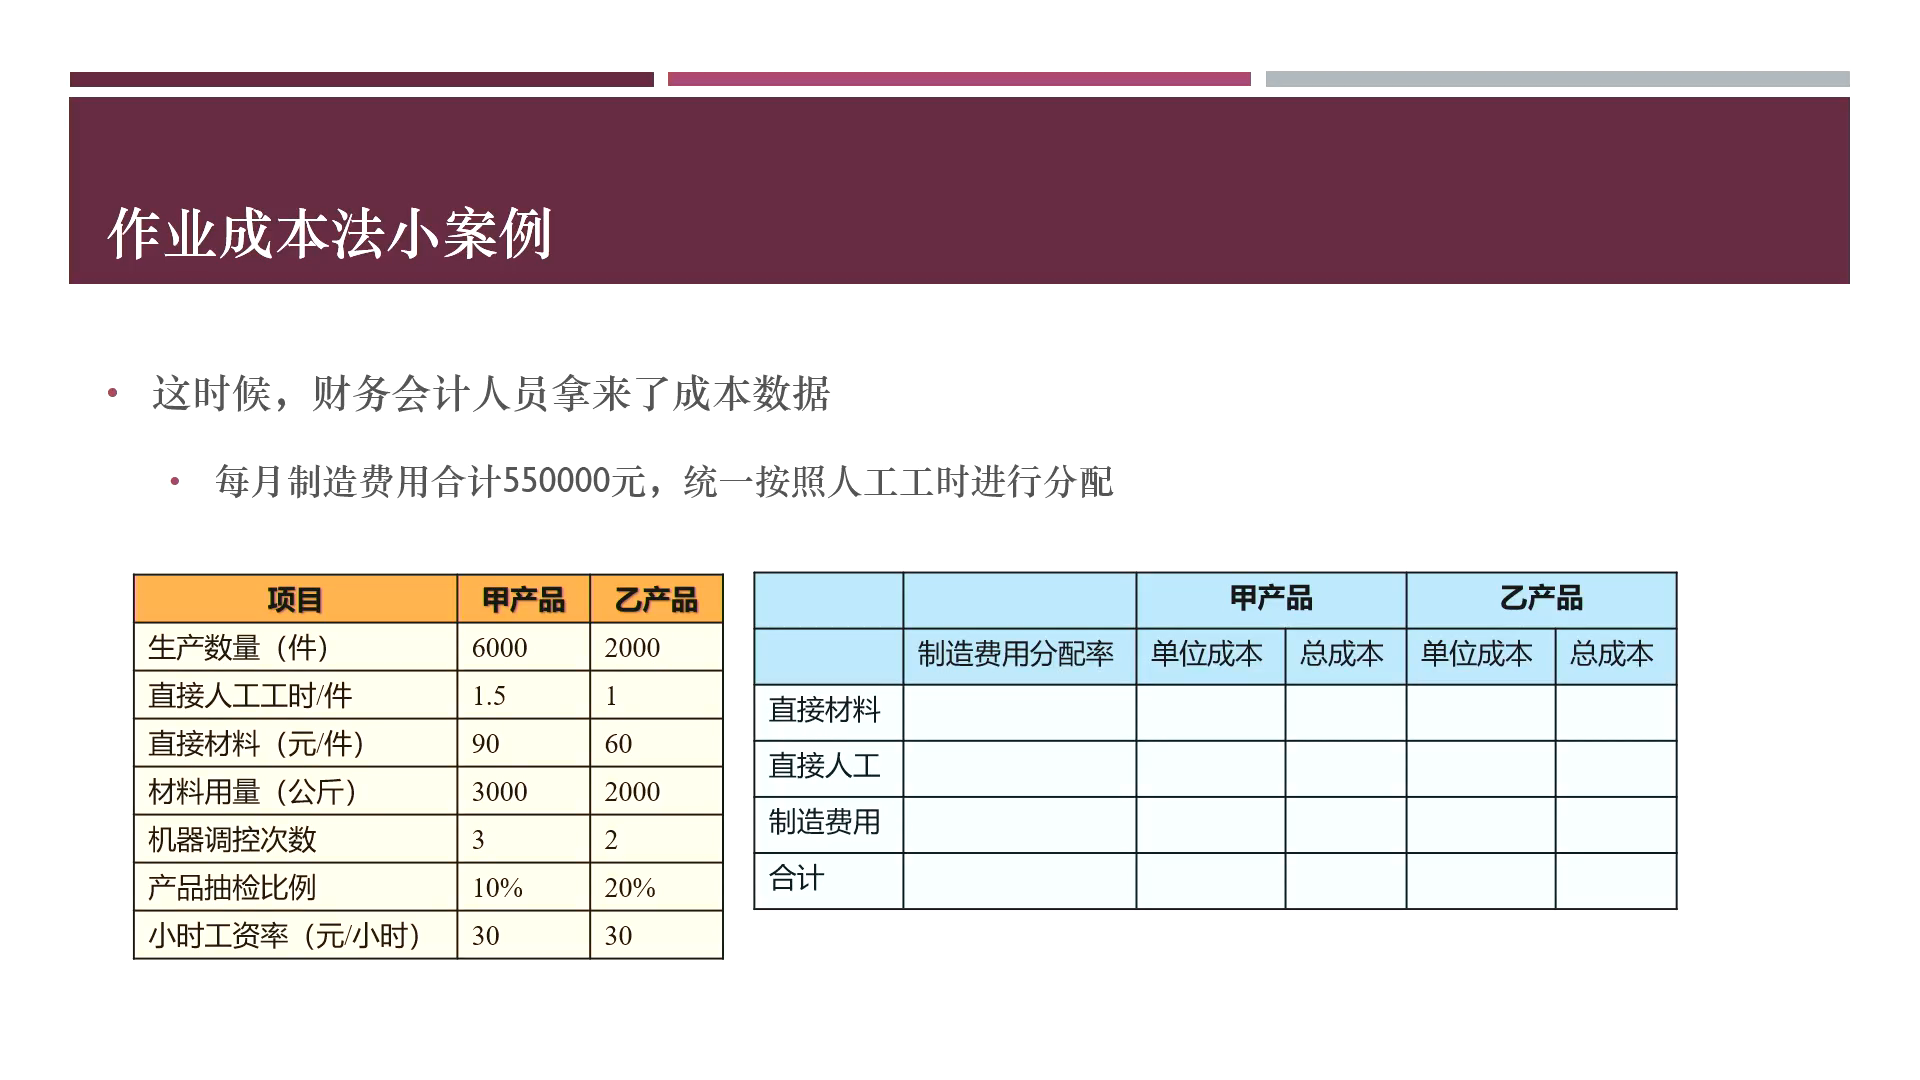 作业成本法小案例
• 这时候，财务会计人员拿来了成本数据
• 每月制造费用合计550000元，统一按照人工工时进行分配
项目 甲产品 乙产品
生产数量（件） 6000 2000
直接人工工时/件 1.5 1
直接材料（元/件） 90 60
材料用量（公斤） 3000 2000
机器调控次数 3 2
产品抽检比例 10% 20%
小时工资率（元/小时） 30 30
甲产品 乙产品
制造费用分配率 单位成本 总成本 单位成本 总成本
直接材料
直接人工
制造费用
合计